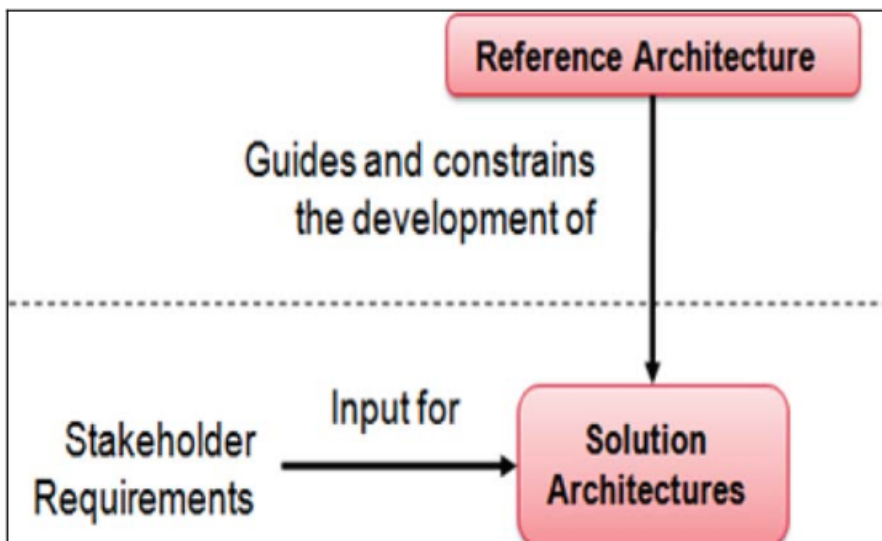 Reference Architecture
Guides and constrains
the development of
Input for
Stakeholder
Requirements
Solution
Architectures